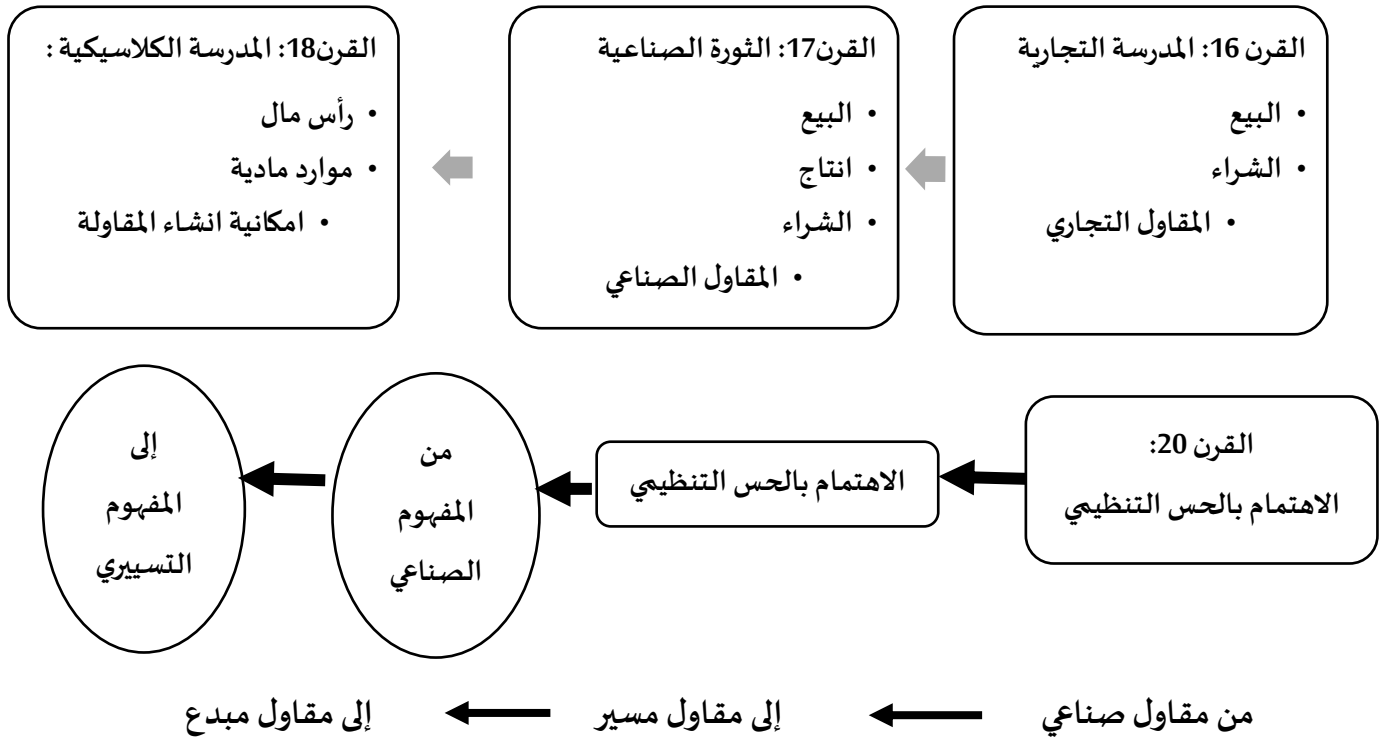 القرن 16: المدرسة التجارية
• البيع
• الشراء
• المقاول التجاري
القرن17: الثورة الصناعية
• البيع
• انتاج
• الشراء
• المقاول الصناعي
القرن18: المدرسة الكلاسيكية :
• رأس مال
• موارد مادية
• امكانية انشاء المقاولة
القرن 20:
الاهتمام بالحس التنظيمي
الاهتمام بالحس التنظيمي
من
المفهوم
الصناعي
إلى
المفهوم
التسييري
من مقاول صناعي
إلى مقاول مسير
إلى مقاول مبدع